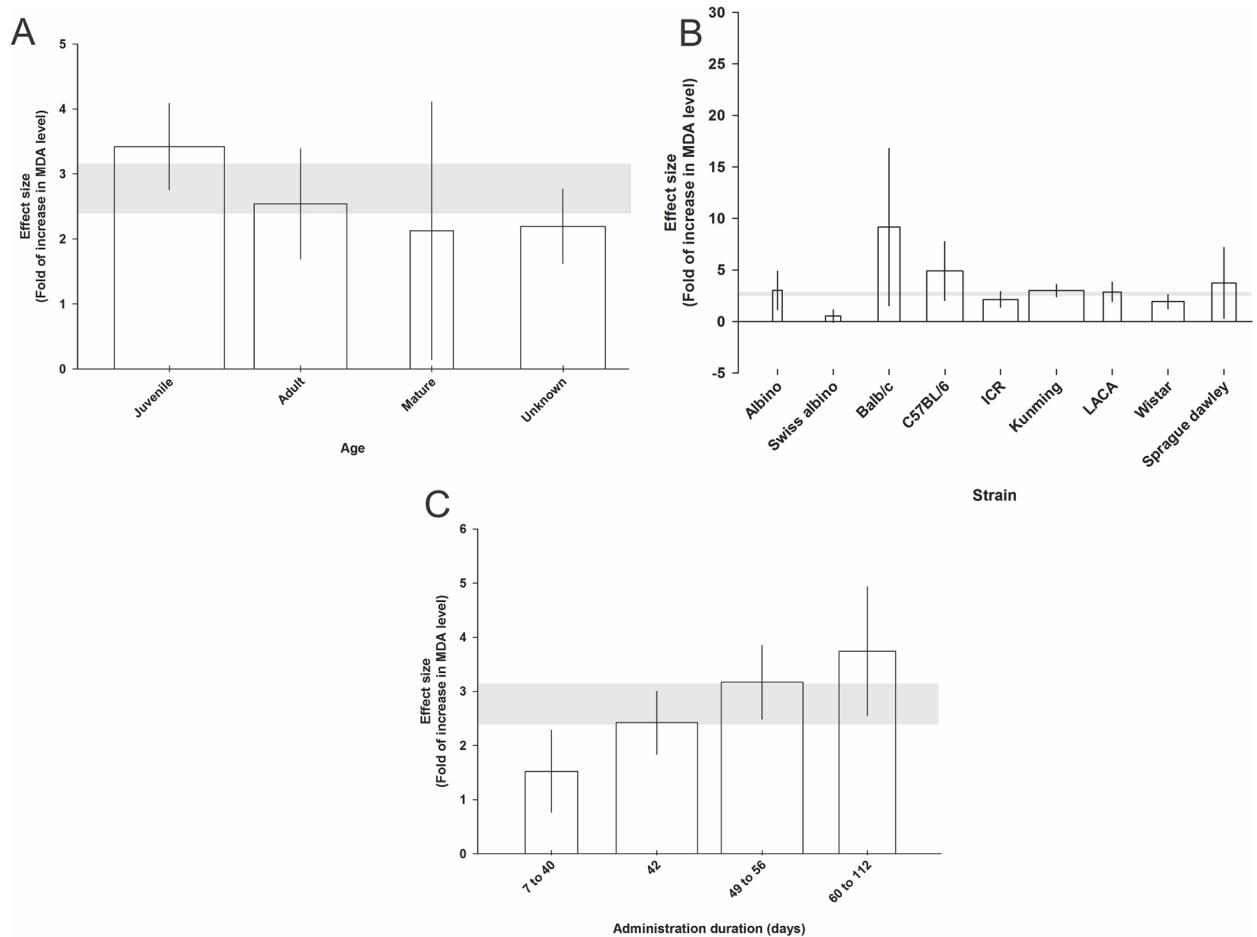 A
5
4
3
2
1
0
Effect size
(Fold of increase in MDA level)
Juvenile
Adult
Mature
Unknown
Age
B
30
25
20
15
10
5
0
-5
Effect size
(Fold of increase in MDA level)
Albino
Swiss albino
Balb/c
C57BL/6
ICR
Kunming
LACA
Wistar
Sprague dawley
Strain
C
6
5
4
3
2
1
0
Effect size
(Fold of increase in MDA level)
7 to 40
42
49 to 56
60 to 112
Administration duration (days)